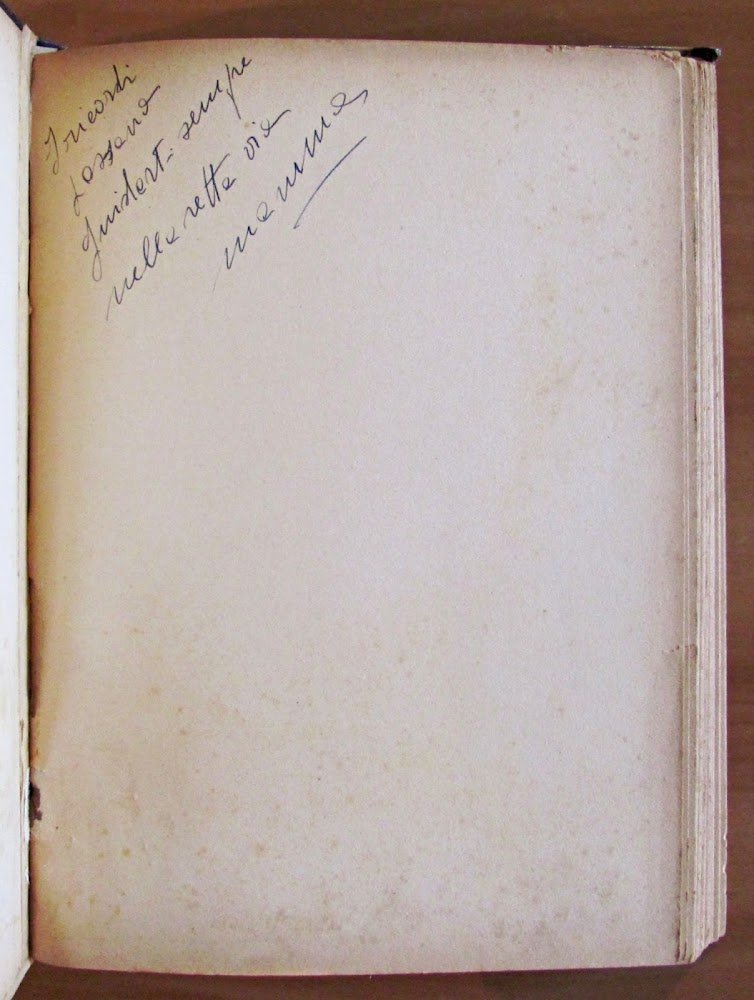 I ricordi
possano
guidarti sempre
nella retta via
mamma